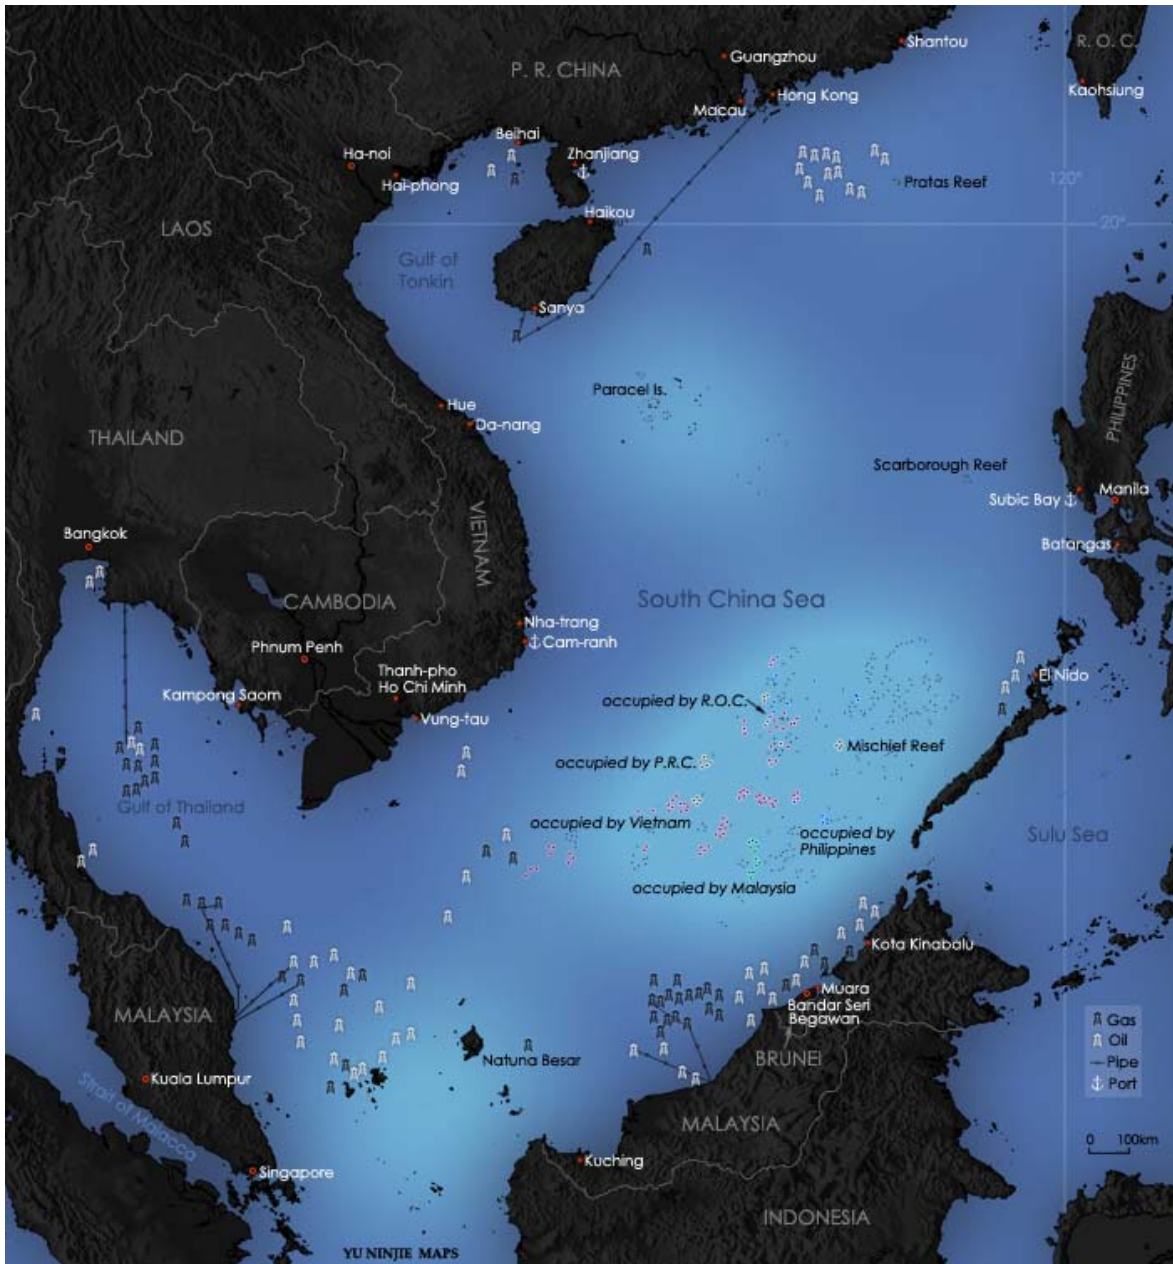 Shantou
R. O. C.
Guangzhou
P. R. CHINA
Kaohsiung
Hong Kong
Macau
Beihai
Ha-noi
Zhanjiang
Hai-phong
Pratas Reef
120°
Haikou
20°
LAOS
Gulf of
Tonkin
Sanya
Paracel Is.
PHILIPPINES
Hue
Da-nang
THAILAND
Scarborough Reef
Subic Bay
Manila
Bangkok
VIETNAM
Batangas
CAMBODIA
South China Sea
Nha-trang
Cam-ranh
Phnum Penh
Thanh-pho
Ho Chi Minh
El Nido
Kampong Saom
occupied by R.O.C.
Vung-tau
Mischief Reef
occupied by P.R.C.
Gulf of Thailand
occupied by Vietnam
occupied by
Philippines
Sulu Sea
occupied by Malaysia
Kota Kinabalu
Muara
Bandar Seri
Begawan
MALAYSIA
Gas
Oil
Pipe
Port
Natuna Besar
BRUNEI
Kuala Lumpur
Strait of Malacca
MALAYSIA
0 100km
Kuching
Singapore
INDONESIA
YU NINJIE MAPS